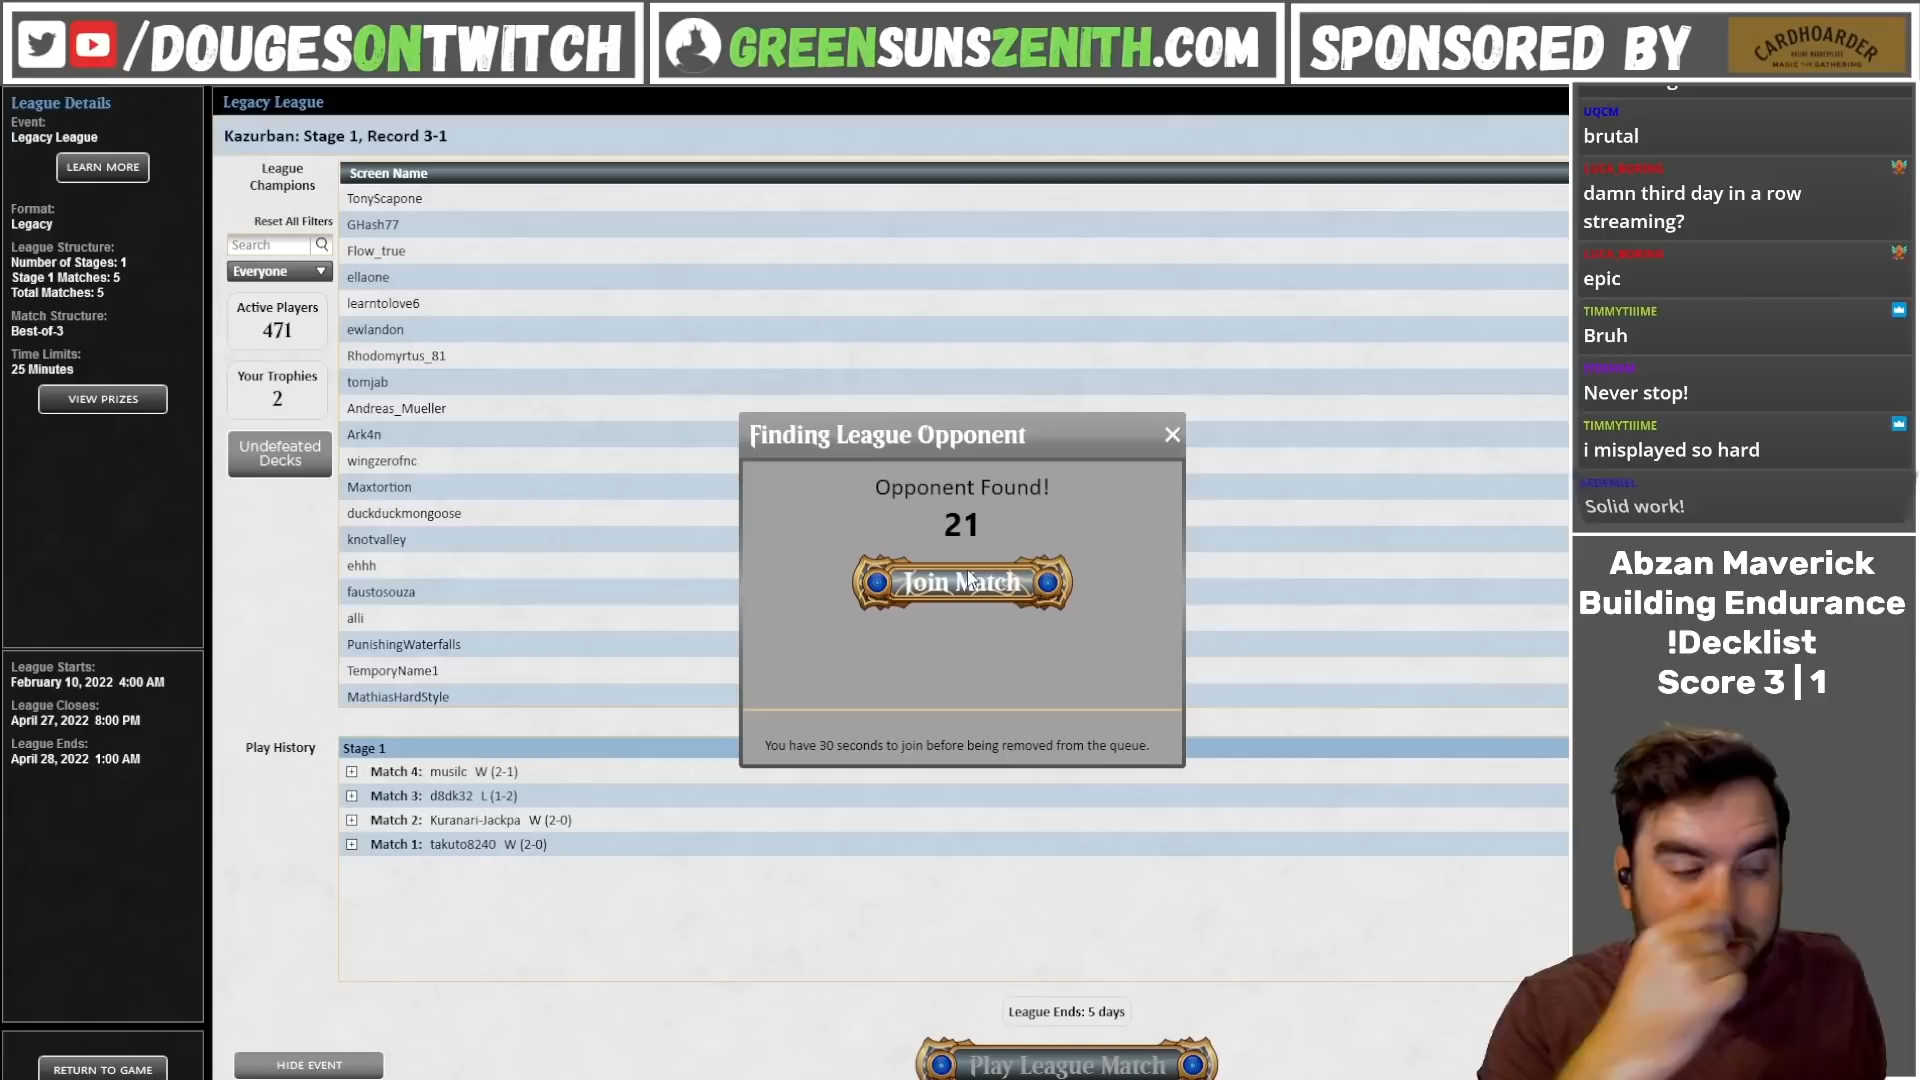 /DOUGESONTWITCH
GREENSUNSZENITH.COM
SPONSORED BY
CARDHOARDER
MAGIC THE GATHERING
League Details
Event:
Legacy League
LEARN MORE
Format:
Legacy
League Structure:
Number of Stages: 1
Stage 1 Matches: 5
Total Matches: 5
Match Structure:
Best-of-3
Time Limits:
25 Minutes
VIEW PRIZES
League Starts:
February 10, 2022 4:00 AM
League Closes:
April 27, 2022 8:00 PM
League Ends:
April 28, 2022 1:00 AM
RETURN TO GAME
Legacy League
Kazurban: Stage 1, Record 3-1
League
Champions
Reset All Filters
Search
Everyone
Active Players
471
Your Trophies
2
Undefeated
Decks
Screen Name
TonyScapone
GHash77
Flow_true
ellaone
learntolove6
ewlandon
Rhodomyrtus_81
tomjab
Andreas_Mueller
Ark4n
wingzerofnc
Maxtortion
duckduckmongoose
knotvalley
ehhh
faustosouza
alli
PunishingWaterfalls
TemporyName1
MathiasHardStyle
Finding League Opponent
Opponent Found!
21
Join Match
You have 30 seconds to join before being removed from the queue.
Play History
Stage 1
Match 4: musilc W (2-1)
Match 3: d8dk32 L (1-2)
Match 2: Kuranari-Jackpa W (2-0)
Match 1: takuto8240 W (2-0)
League Ends: 5 days
HIDE EVENT
Play League Match
UQCM
brutal
damn third day in a row
streaming?
epic
TIMMYTIIIME
Bruh
Never stop!
TIMMYTIIIME
i misplayed so hard
Solid work!
Abzan Maverick
Building Endurance
!Decklist
Score 3|1